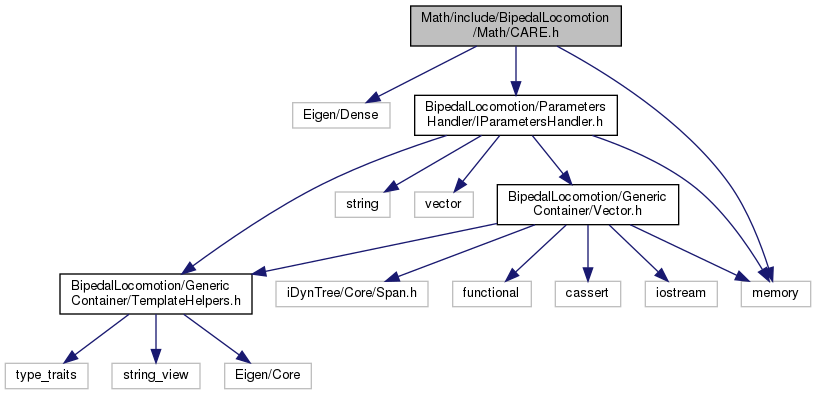 Math/include/BipedalLocomotion
/Math/CARE.h
Eigen/Dense
BipedalLocomotion/Parameters
Handler/IParametersHandler.h
string
vector
BipedalLocomotion/Generic
Container/Vector.h
BipedalLocomotion/Generic
Container/TemplateHelpers.h
iDynTree/Core/Span.h
functional
cassert
iostream
memory
type_traits
string_view
Eigen/Core